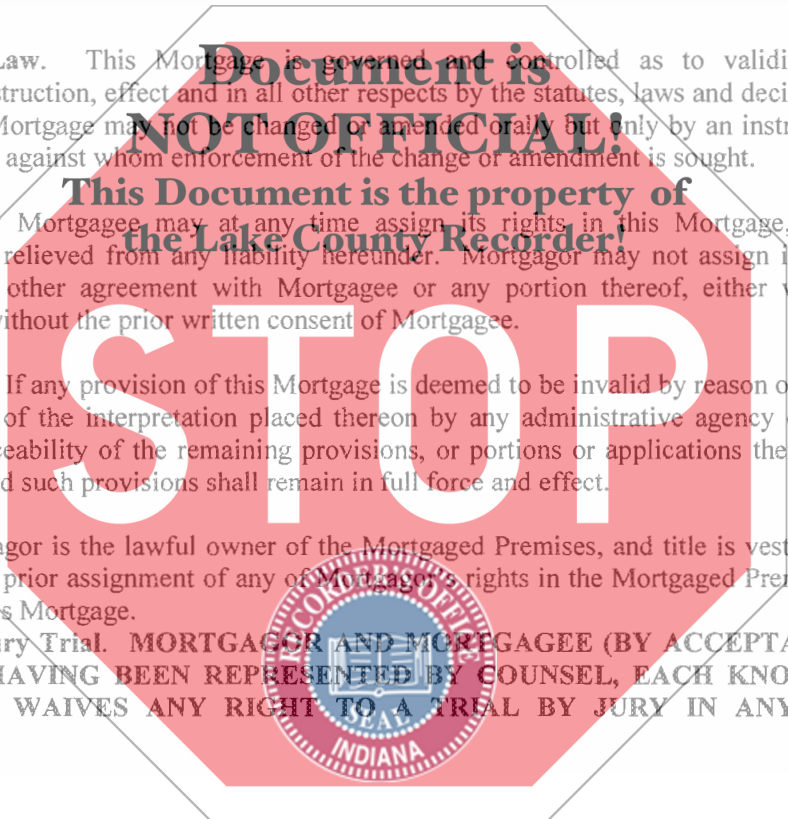 Law. This Mortgage is governed and controlled as to validi
struction, effect and in all other respects by the statutes, laws and deci
Mortgage may not be changed or amended orally but only by an instr
against whom enforcement of the change or amendment is sought.
Mortgagee may at any time assign its rights in this Mortgage,
relieved from any liability hereunder. Mortgagor may not assign i
other agreement with Mortgagee or any portion thereof, either w
without the prior written consent of Mortgagee.
If any provision of this Mortgage is deemed to be invalid by reason o
of the interpretation placed thereon by any administrative agency
ceability of the remaining provisions, or portions or applications the
d such provisions shall remain in full force and effect.
agor is the lawful owner of the Mortgaged Premises, and title is vest
prior assignment of any of Mortgagor's rights in the Mortgaged Prem
s Mortgage.
ury Trial. MORTGAGOR AND MORTGAGEE (BY ACCEPTA
HAVING BEEN REPRESENTED BY COUNSEL, EACH KNO
WAIVES ANY RIGHT TO A TRIAL BY JURY IN ANY
Document is
NOT OFFICIAL!
This Document is the property of
the Lake County Recorder!
STOP
RECORDER'S OFFICE
SEAL
INDIANA